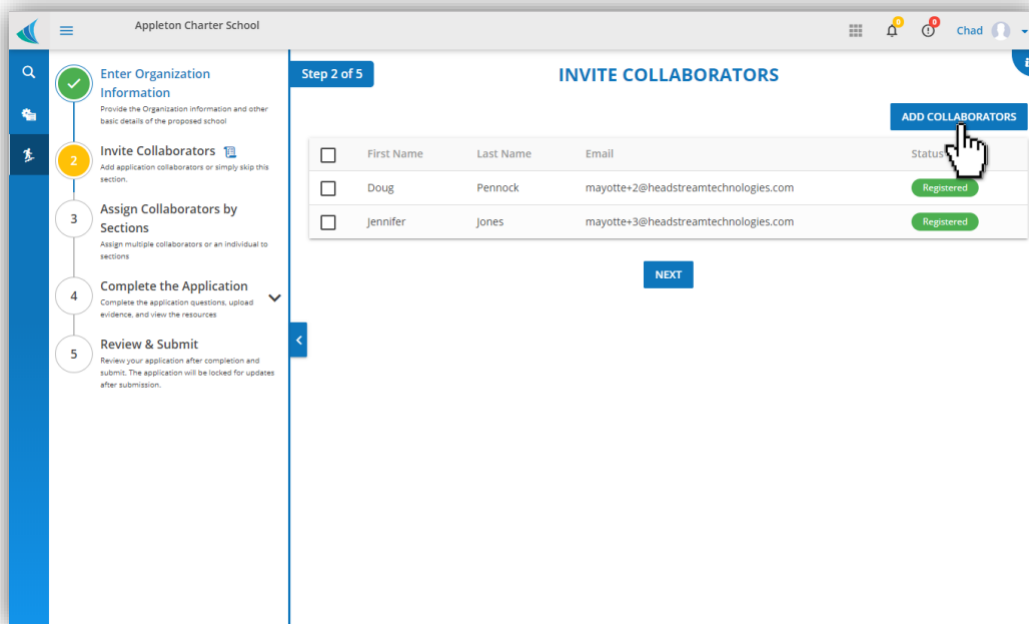 Appleton Charter School
0
0
Chad
Enter Organization
Information
Provide the Organization information and other
basic details of the proposed school
2
Invite Collaborators
Add application collaborators or simply skip this
section.
3
Assign Collaborators by
Sections
Assign multiple collaborators or an individual to
sections
4
Complete the Application
Complete the application questions, upload
evidence, and view the resources
5
Review & Submit
Review your application after completion and
submit. The application will be locked for updates
after submission.
Step 2 of 5
INVITE COLLABORATORS
ADD COLLABORATORS
First Name Last Name Email Status
Doug Pennock mayotte+2@headstreamtechnologies.com Registered
Jennifer Jones mayotte+3@headstreamtechnologies.com Registered
NEXT